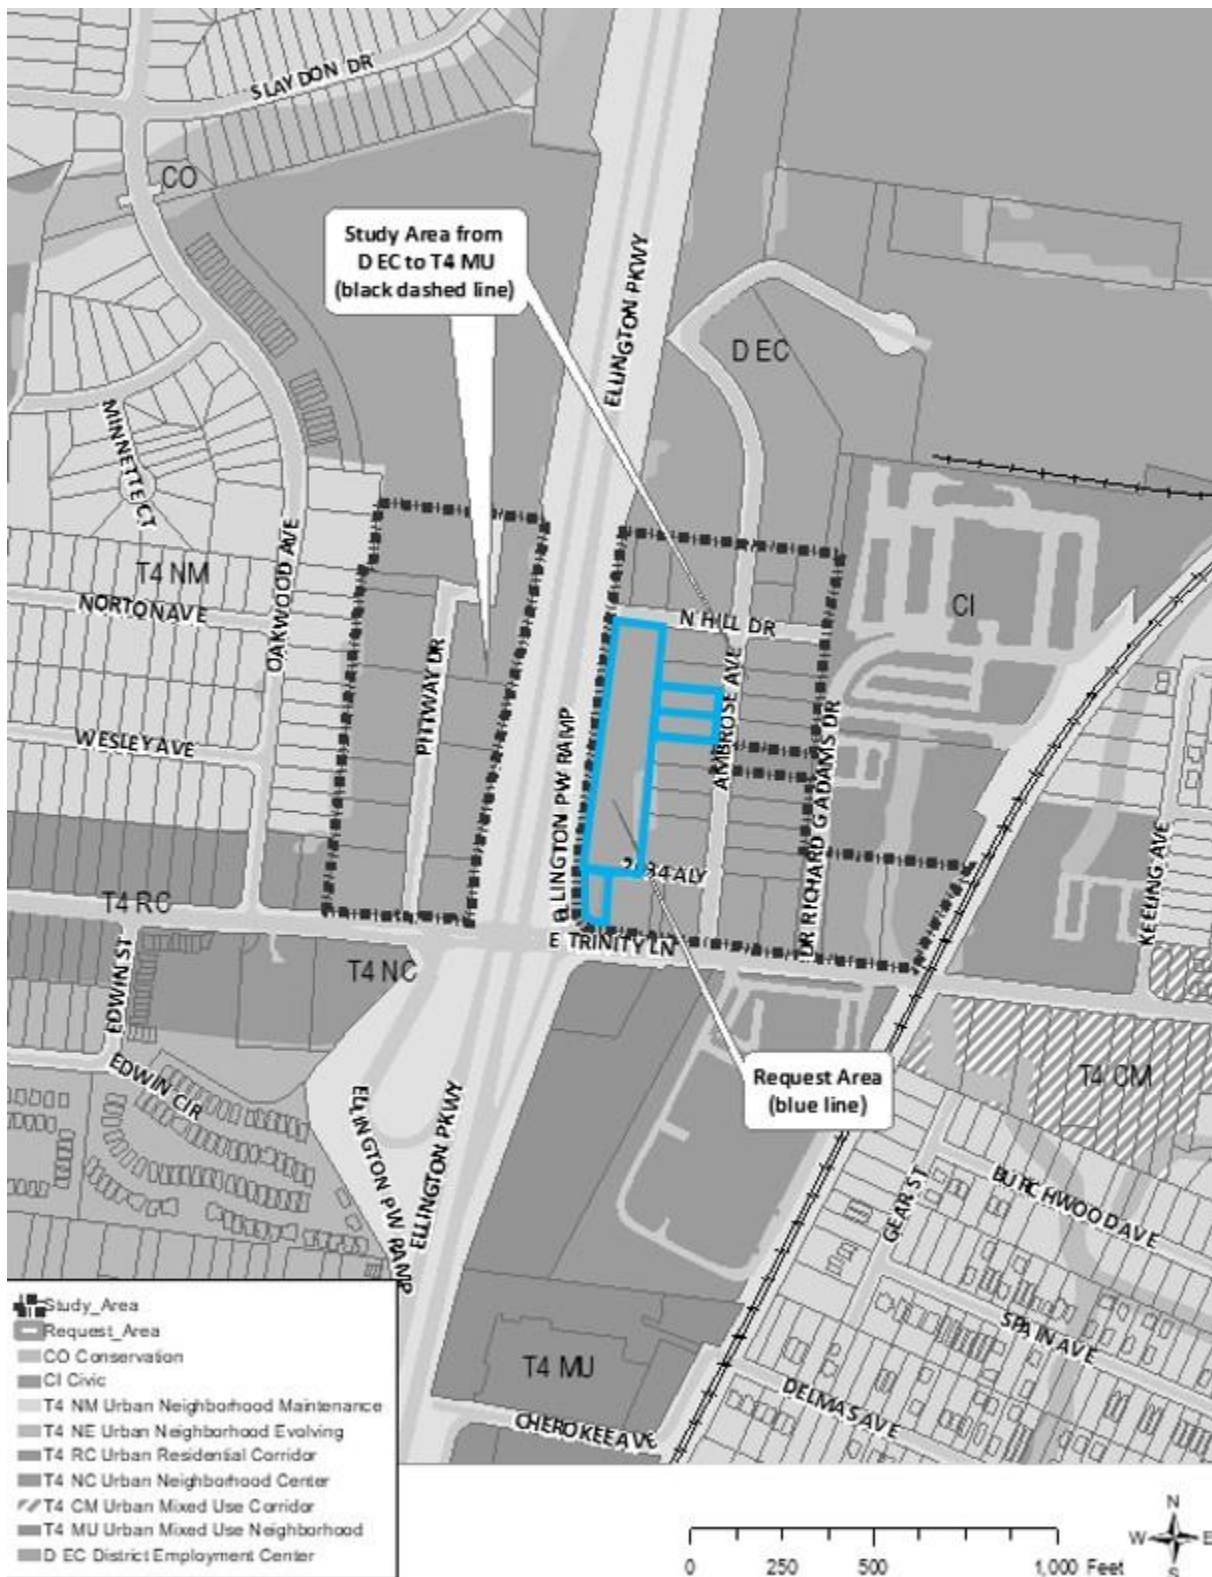 SLAYDON DR
CO
Study Area from
D EC to T4 MU
(black dashed line)
ELLINGTON PKWY
D EC
MINNETTE CT
OAKWOOD AVE
T4 NM
NORTON AVE
CI
N HILL DR
PITTWAY DR
AMBROSE AVE
WESLEY AVE
ELLINGTON PW RAMP
DR RICHARD G ADAMS DR
KEELING AVE
T4 RC
E TRINITY LN
T4 NC
EDWIN ST
EDWIN CIR
Request Area
(blue line)
T4 CM
ELLINGTON PW RAMP
ELLINGTON PKWY
GEAR ST
BURCHWOOD AVE
SPAIN AVE
T4 MU
DELMAS AVE
CHEROKEE AVE
Study_Area
Request_Area
CO Conservation
CI Civic
T4 NM Urban Neighborhood Maintenance
T4 NE Urban Neighborhood Evolving
T4 RC Urban Residential Corridor
T4 NC Urban Neighborhood Center
T4 CM Urban Mixed Use Corridor
T4 MU Urban Mixed Use Neighborhood
D EC District Employment Center
N
W E
S
0 250 500 1,000 Feet